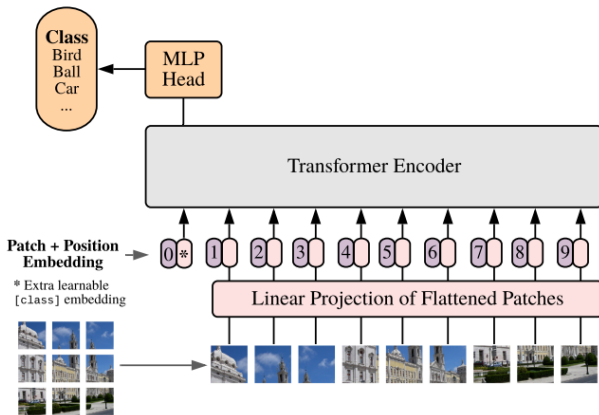 Class
Bird
Ball
Car
...
MLP
Head
Transformer Encoder
Patch + Position
Embedding
0 * 1 2 3 4 5 6 7 8 9
* Extra learnable
[class] embedding
Linear Projection of Flattened Patches